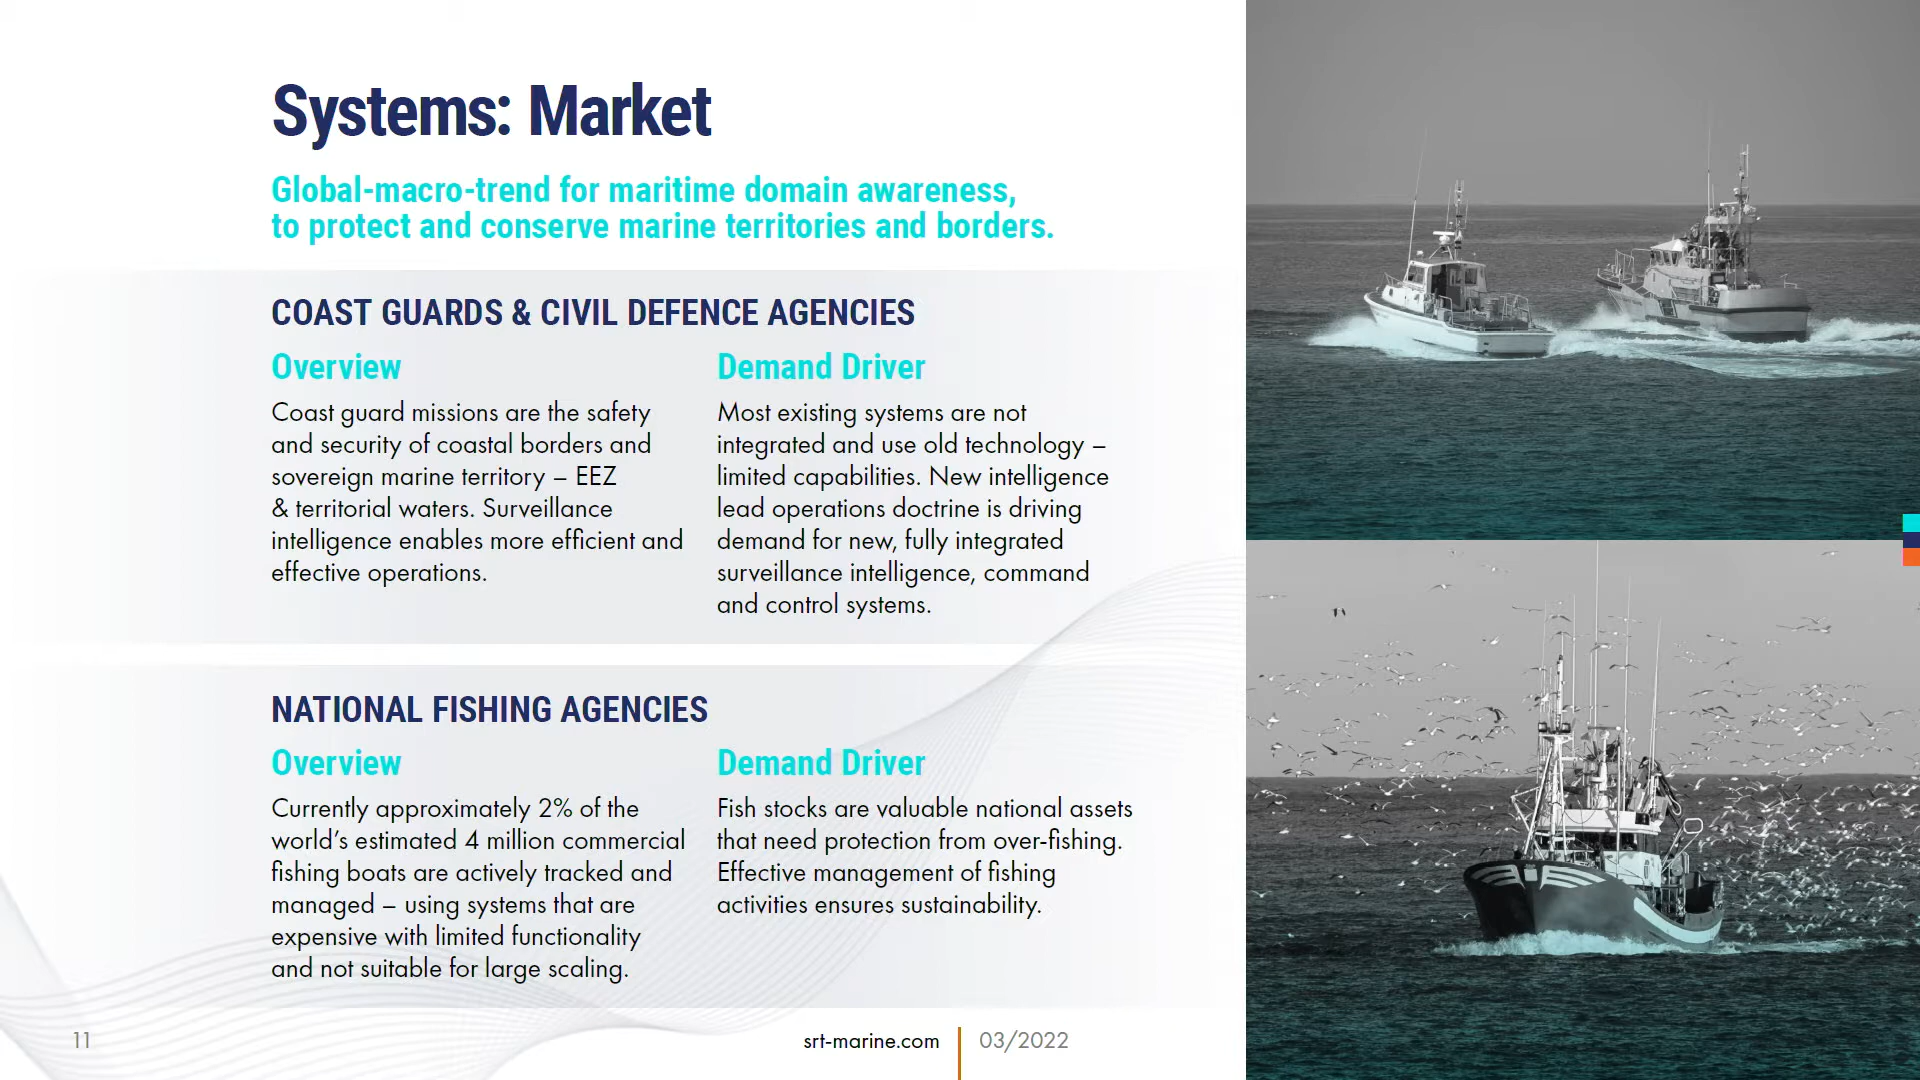 Systems: Market
Global-macro-trend for maritime domain awareness,
to protect and conserve marine territories and borders.
COAST GUARDS & CIVIL DEFENCE AGENCIES
Overview
Coast guard missions are the safety
and security of coastal borders and
sovereign marine territory – EEZ
& territorial waters. Surveillance
intelligence enables more efficient and
effective operations.
Demand Driver
Most existing systems are not
integrated and use old technology –
limited capabilities. New intelligence
lead operations doctrine is driving
demand for new, fully integrated
surveillance intelligence, command
and control systems.
NATIONAL FISHING AGENCIES
Overview
Currently approximately 2% of the
world’s estimated 4 million commercial
fishing boats are actively tracked and
managed – using systems that are
expensive with limited functionality
and not suitable for large scaling.
Demand Driver
Fish stocks are valuable national assets
that need protection from over-fishing.
Effective management of fishing
activities ensures sustainability.
11
srt-marine.com
03/2022